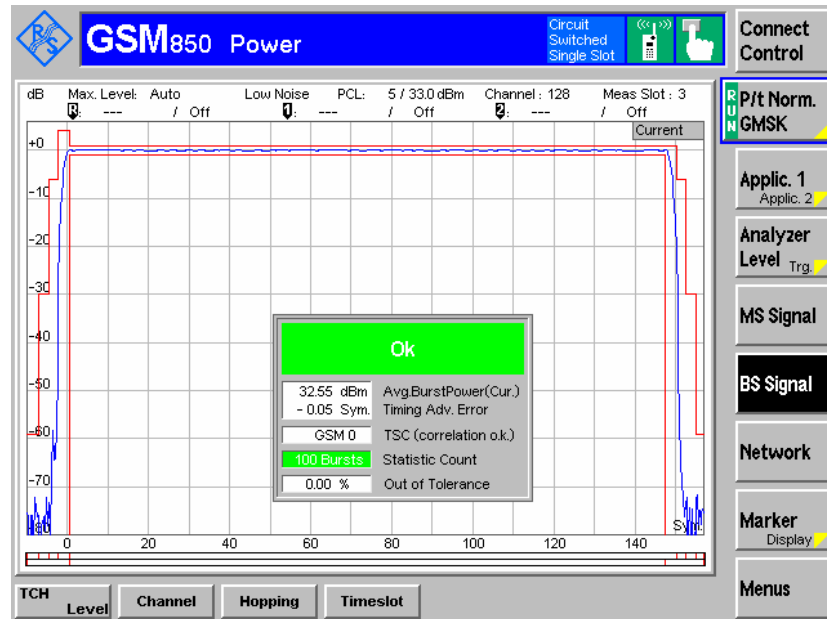 R&S
GSM850 Power
Circuit
Switched
Single Slot
Connect
Control
dB Max. Level: Auto Low Noise PCL: 5 / 33.0 dBm Channel : 128 Meas Slot : 3
R: --- / Off 1: --- / Off 2: --- / Off
Current
RUN
P/t Norm.
GMSK
+0
-10
-20
-30
-40
-50
-60
-70
-80
Applic. 1
Applic. 2
Analyzer
Level Trg.
MS Signal
BS Signal
Network
Marker
Display
Menus
Ok
32.55 dBm Avg.BurstPower(Cur.)
- 0.05 Sym. Timing Adv. Error
GSM 0 TSC (correlation o.k.)
100 Bursts Statistic Count
0.00 % Out of Tolerance
0 20 40 60 80 100 120 140
TCH
Level
Channel
Hopping
Timeslot